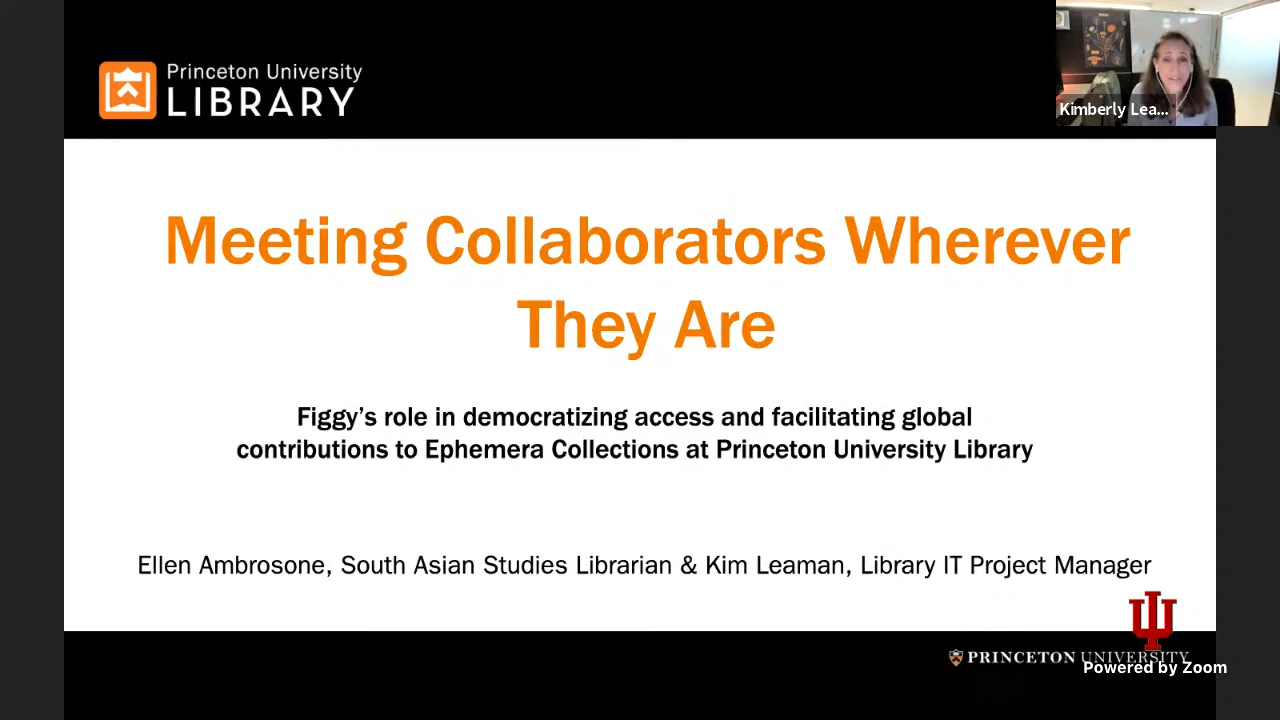 Princeton University
LIBRARY
Kimberly Lea...
Meeting Collaborators Wherever
They Are
Figgy's role in democratizing access and facilitating global
contributions to Ephemera Collections at Princeton University Library
Ellen Ambrosone, South Asian Studies Librarian & Kim Leaman, Library IT Project Manager
PRINCETON UNIVERSITY
Powered by Zoom